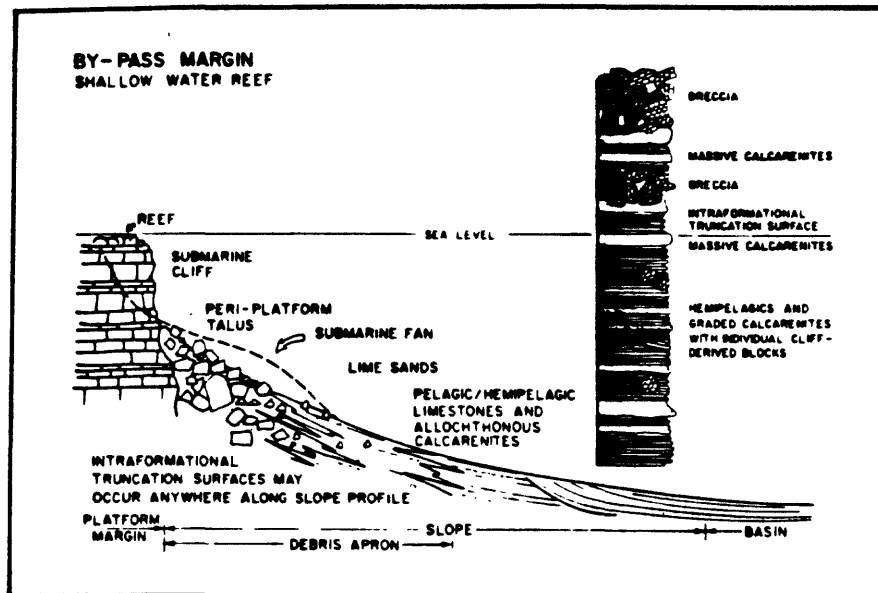 BY-PASS MARGIN
SHALLOW WATER REEF
REEF
SEA LEVEL
SUBMARINE
CLIFF
PERI-PLATFORM
TALUS
SUBMARINE FAN
LIME SANDS
PELAGIC/HEMIPELAGIC
LIMESTONES AND
ALLOCHTHONOUS
CALCARENITES
INTRAFORMATIONAL
TRUNCATION SURFACES MAY
OCCUR ANYWHERE ALONG SLOPE PROFILE
PLATFORM
MARGIN
SLOPE
BASIN
DEBRIS APRON
BRECCIA
MASSIVE CALCARENITES
BRECCIA
INTRAFORMATIONAL
TRUNCATION SURFACE
MASSIVE CALCARENITES
HEMIPELAGICS AND
GRADED CALCARENITES
WITH INDIVIDUAL CLIFF-
DERIVED BLOCKS